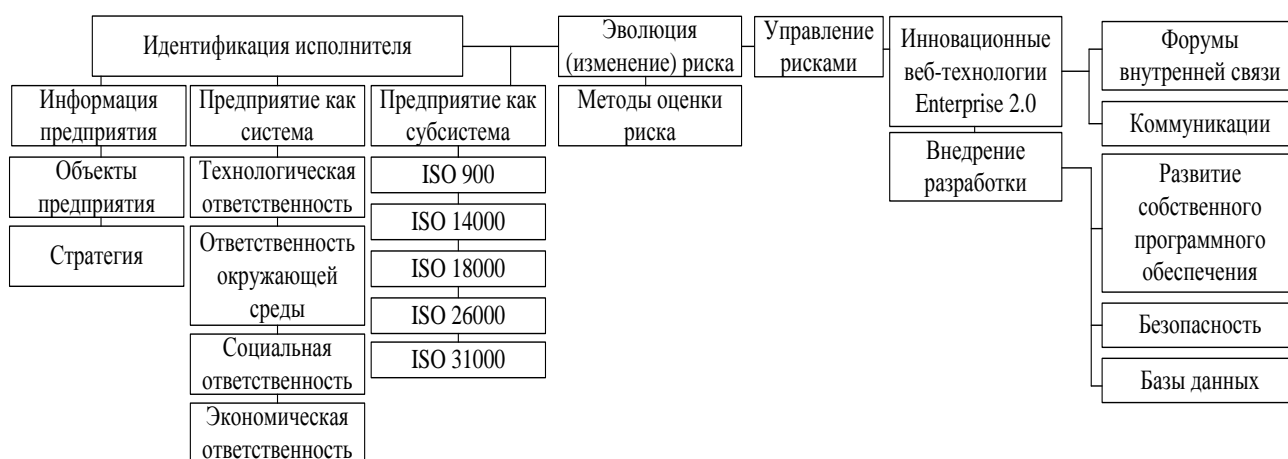 Идентификация исполнителя
Информация
предприятия
Объекты
предприятия
Стратегия
Предприятие как
система
Технологическая
ответственность
Ответственность
окружающей
среды
Социальная
ответственность
Экономическая
ответственность
Предприятие как
субсистема
ISO 900
ISO 14000
ISO 18000
ISO 26000
ISO 31000
Эволюция
(изменение) риска
Методы оценки
риска
Управление
рисками
Инновационные
веб-технологии
Enterprise 2.0
Внедрение
разработки
Форумы
внутренней связи
Коммуникации
Развитие
собственного
программного
обеспечения
Безопасность
Базы данных